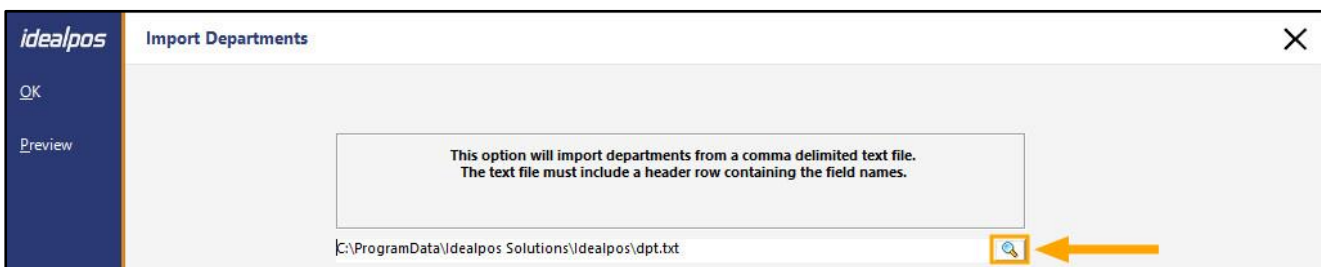 idealpos
Import Departments
OK
Preview
This option will import departments from a comma delimited text file.
The text file must include a header row containing the field names.
C:\ProgramData\Idealpos Solutions\Idealpos\dpt.txt